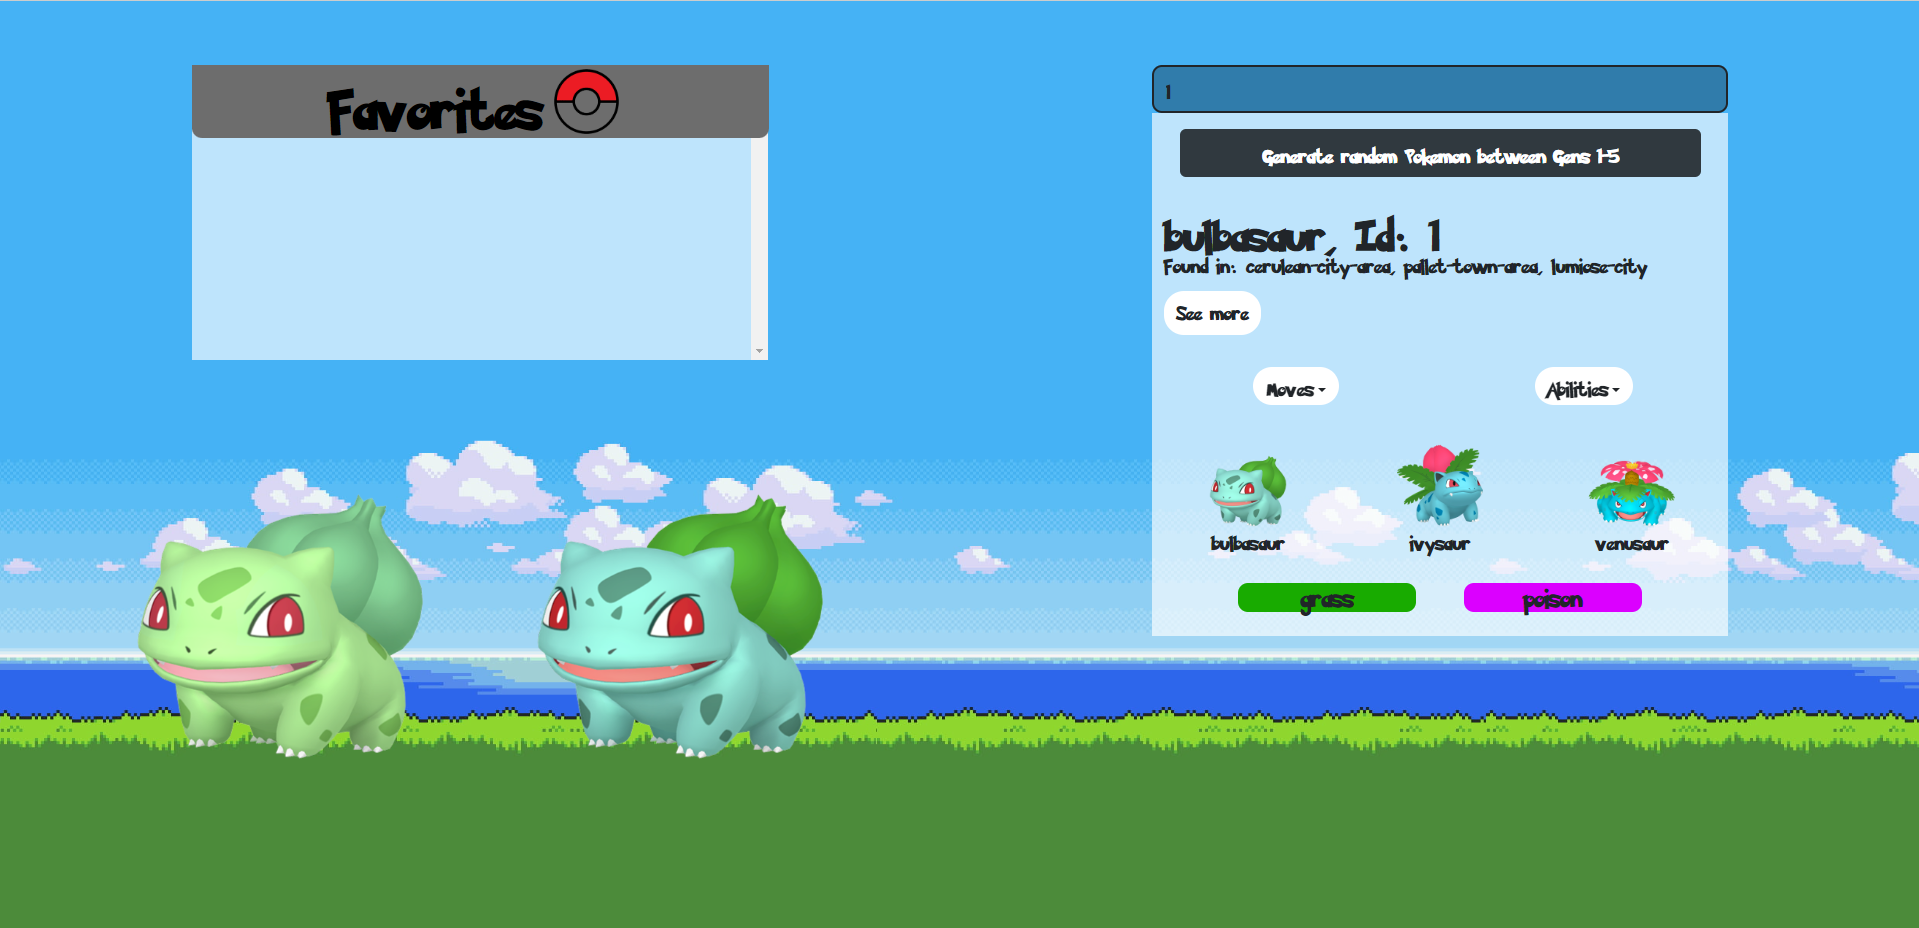 Favorites
1
Generate random Pokemon between Gens 1-5
bulbasaur, Id: 1
Found in: cerulean-city-area, pallet-town-area, lumiose-city
See more
Moves
Abilities
bulbasaur
ivysaur
venusaur
grass
poison